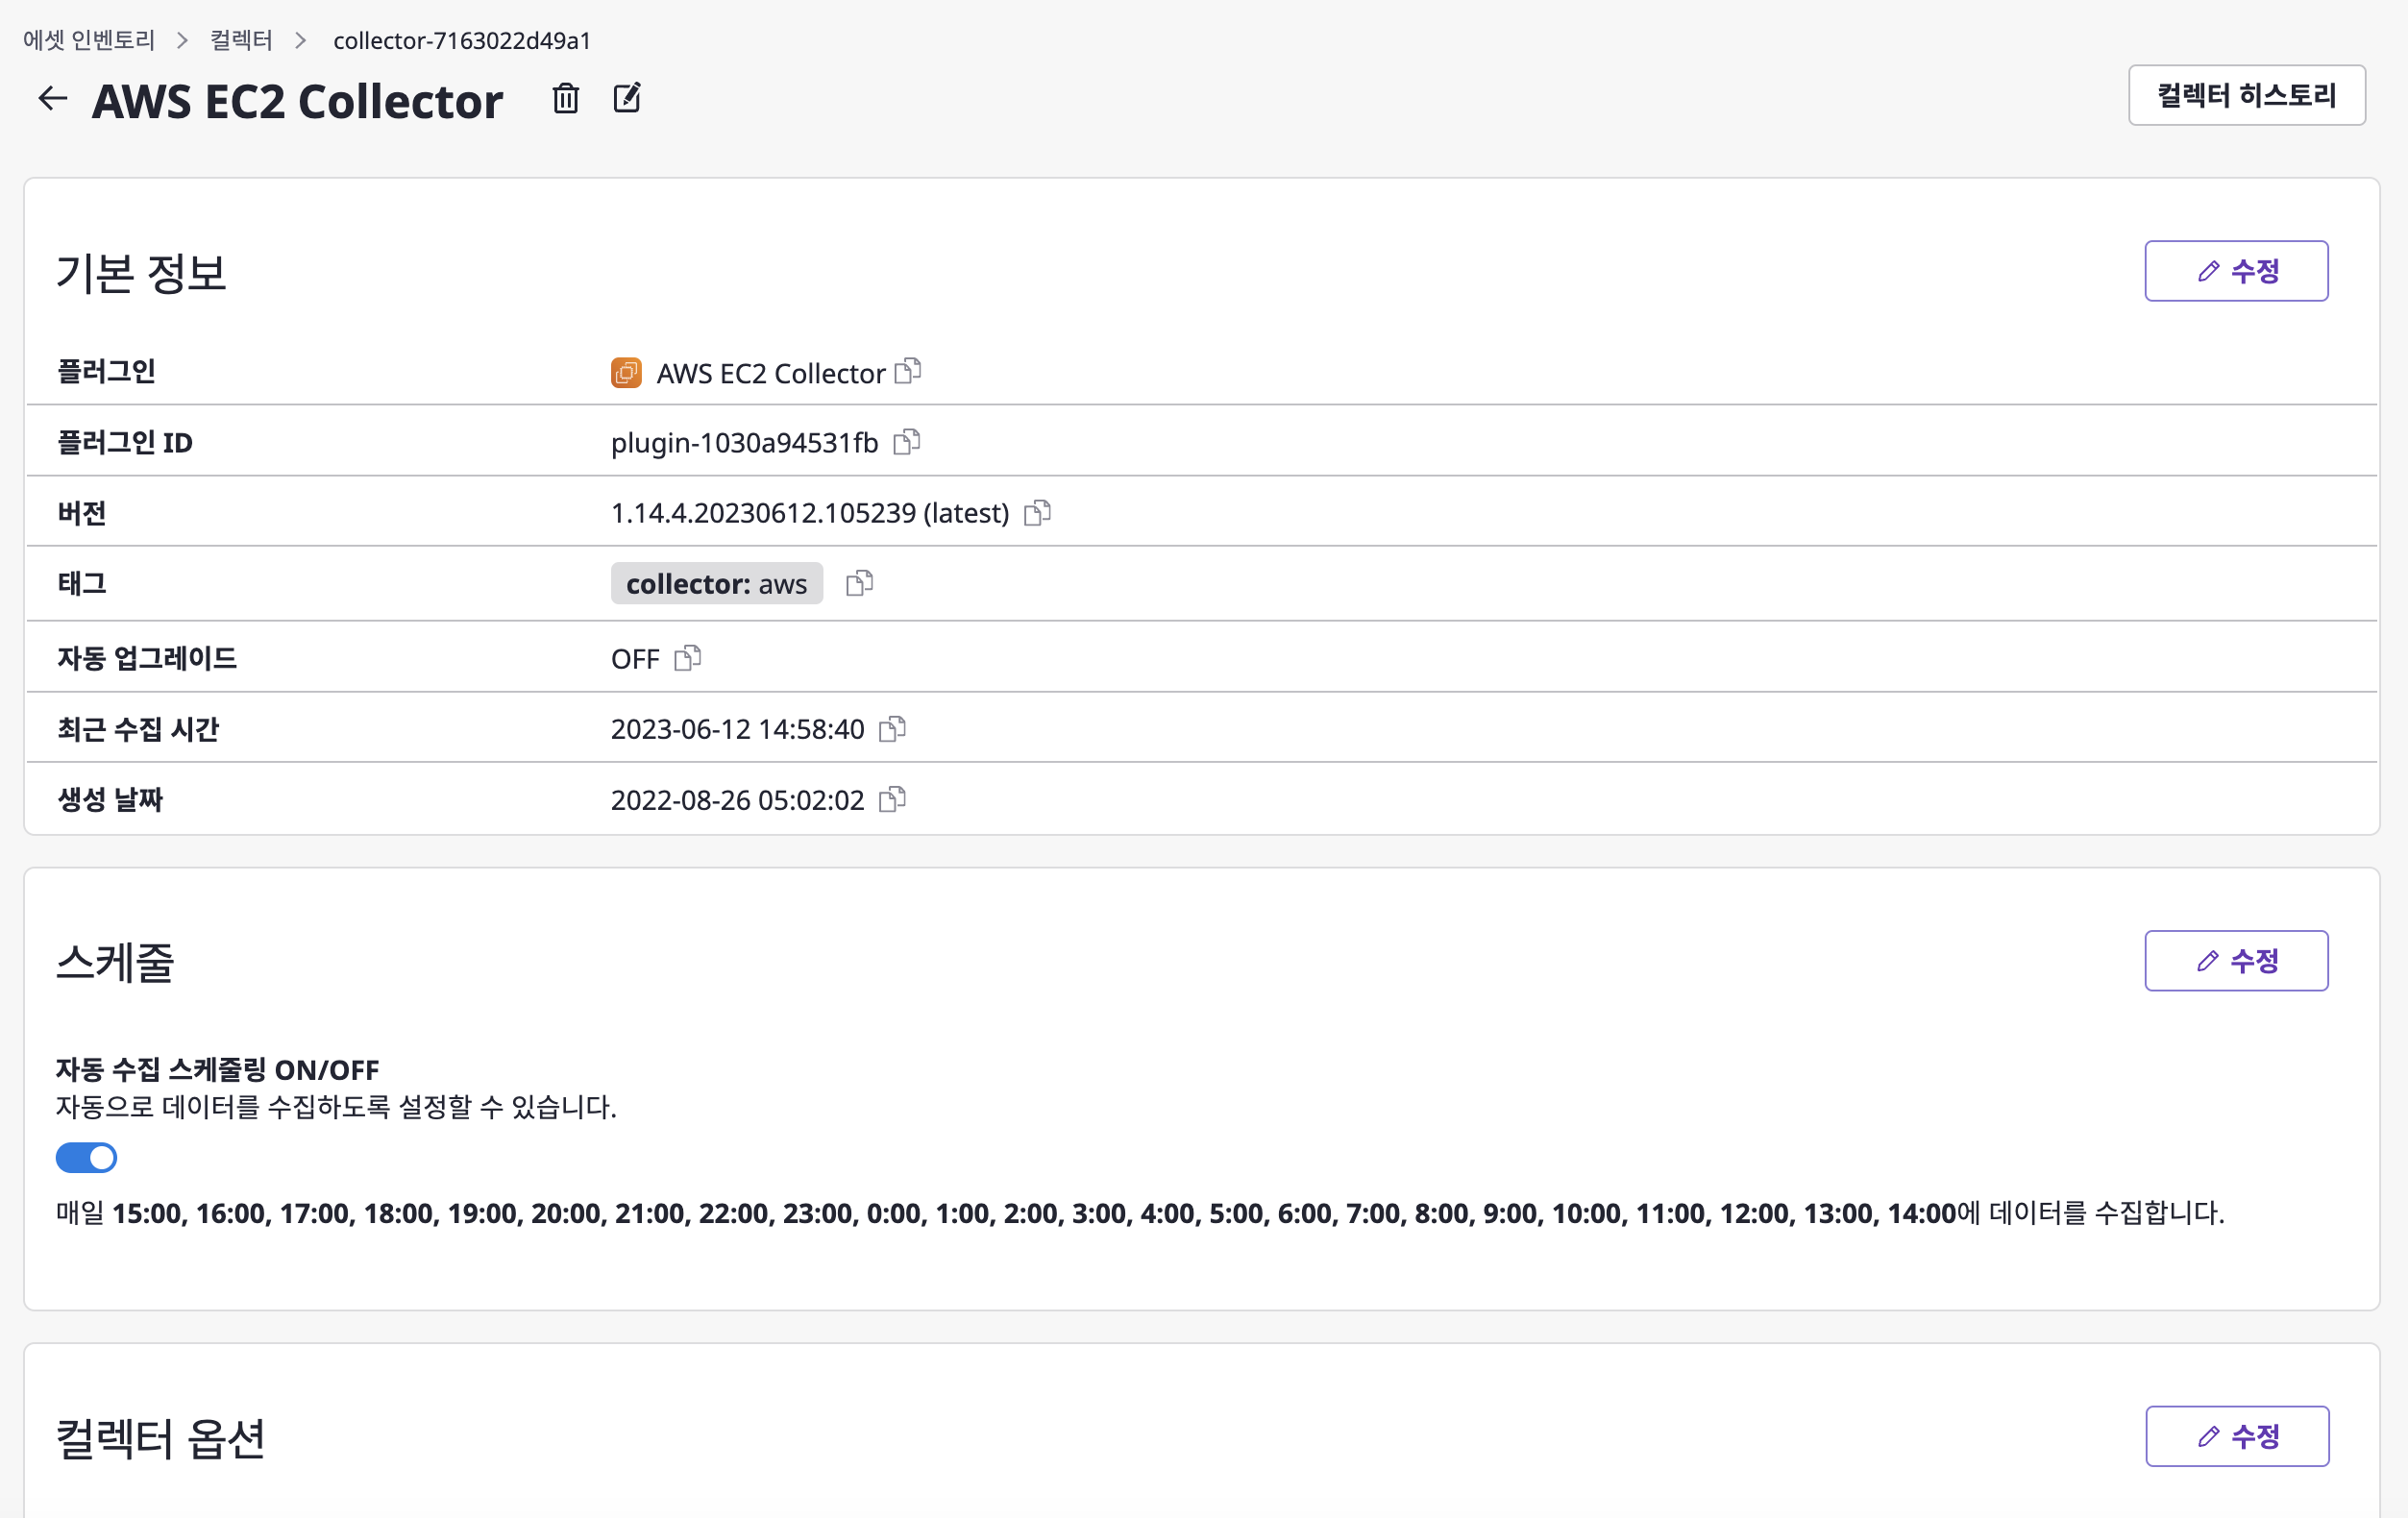 에셋 인벤토리 > 컬렉터 > collector-7163022d49a1
AWS EC2 Collector
컬렉터 히스토리
기본 정보
수정
플러그인 AWS EC2 Collector
플러그인 ID plugin-1030a94531fb
버전 1.14.4.20230612.105239 (latest)
태그 collector: aws
자동 업그레이드 OFF
최근 수집 시간 2023-06-12 14:58:40
생성 날짜 2022-08-26 05:02:02
스케줄
수정
자동 수집 스케줄링 ON/OFF
자동으로 데이터를 수집하도록 설정할 수 있습니다.
매일 15:00, 16:00, 17:00, 18:00, 19:00, 20:00, 21:00, 22:00, 23:00, 0:00, 1:00, 2:00, 3:00, 4:00, 5:00, 6:00, 7:00, 8:00, 9:00, 10:00, 11:00, 12:00, 13:00, 14:00에 데이터를 수집합니다.
컬렉터 옵션
수정